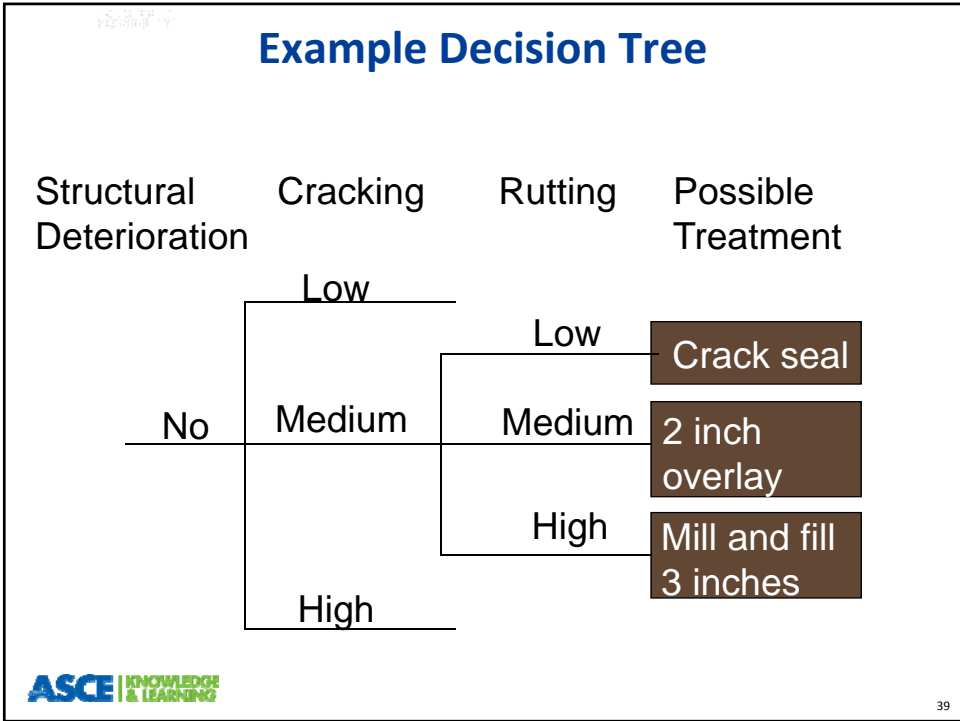 Example Decision Tree
Structural Cracking Rutting Possible
Deterioration Treatment
Low
Low
Crack seal
No
Medium
Medium
2 inch
overlay
High
Mill and fill
3 inches
High
ASCE KNOWLEDGE
& LEARNING
39